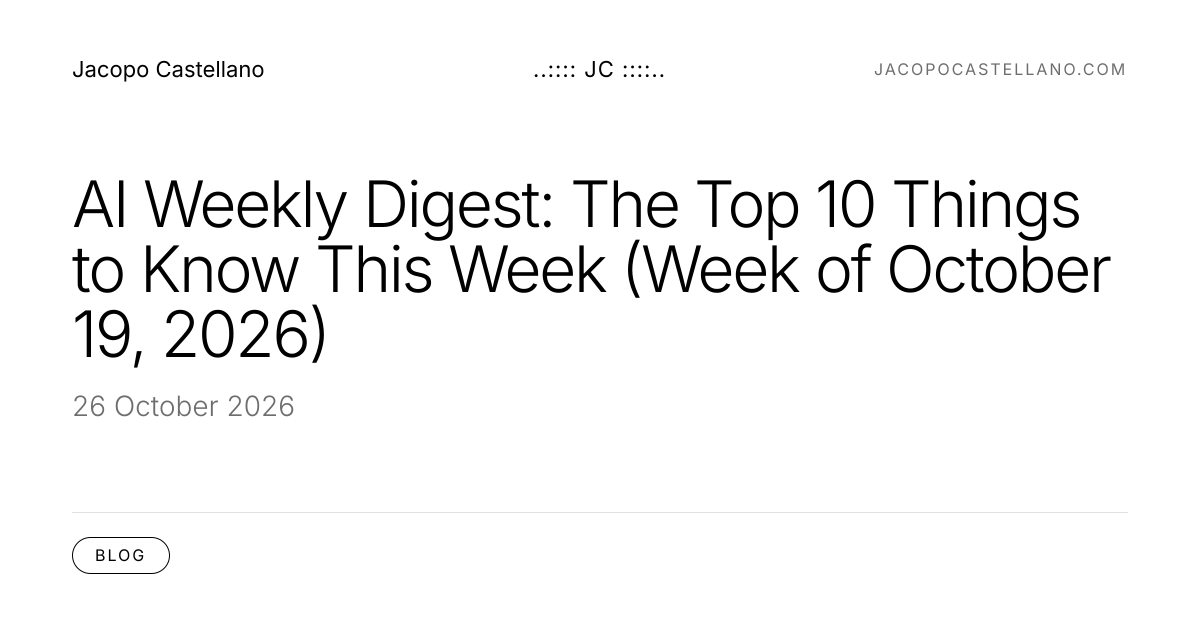 Jacopo Castellano
..:::: JC ::::..
JACOPOCASTELLANO.COM
AI Weekly Digest: The Top 10 Things
to Know This Week (Week of October
19, 2026)
26 October 2026
BLOG